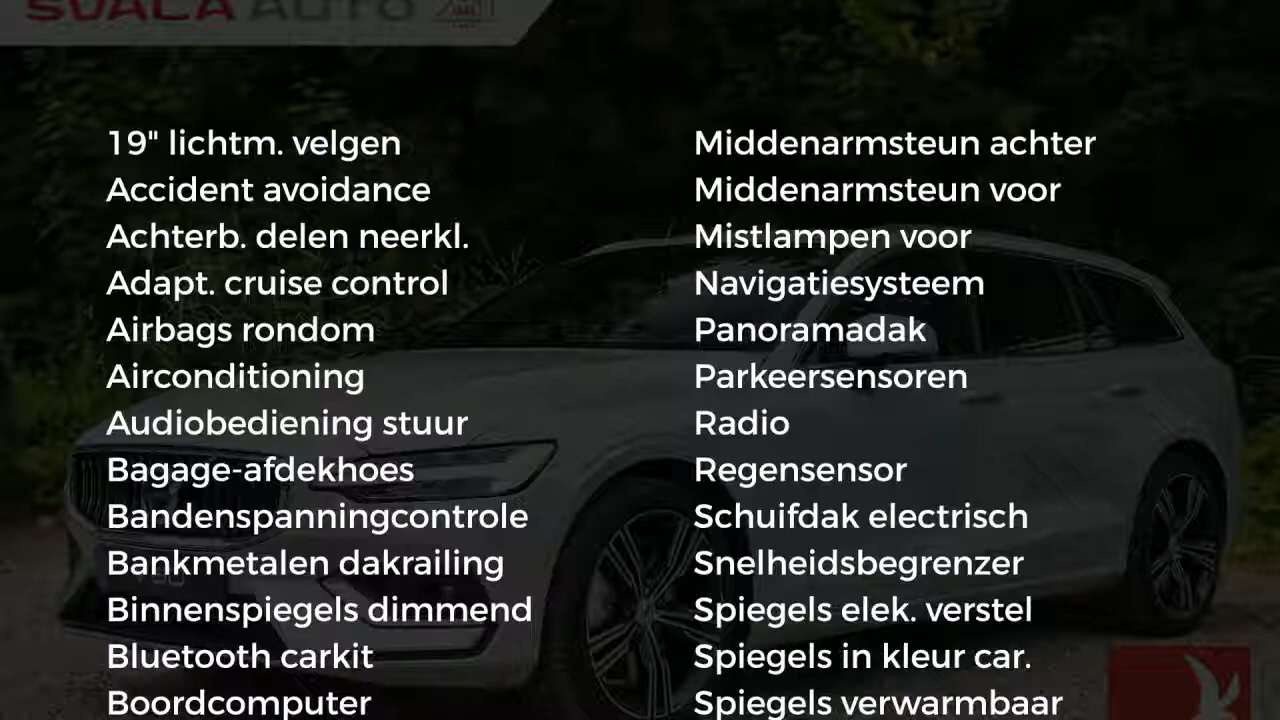 SVALA AUTO
19" lichtm. velgen
Accident avoidance
Achterb. delen neerkl.
Adapt. cruise control
Airbags rondom
Airconditioning
Audiobediening stuur
Bagage-afdekhoes
Bandenspanningcontrole
Bankmetalen dakrailing
Binnenspiegels dimmend
Bluetooth carkit
Boordcomputer
Middenarmsteun achter
Middenarmsteun voor
Mistlampen voor
Navigatiesysteem
Panoramadak
Parkeersensoren
Radio
Regensensor
Schuifdak electrisch
Snelheidsbegrenzer
Spiegels elek. verstel
Spiegels in kleur car.
Spiegels verwarmbaar